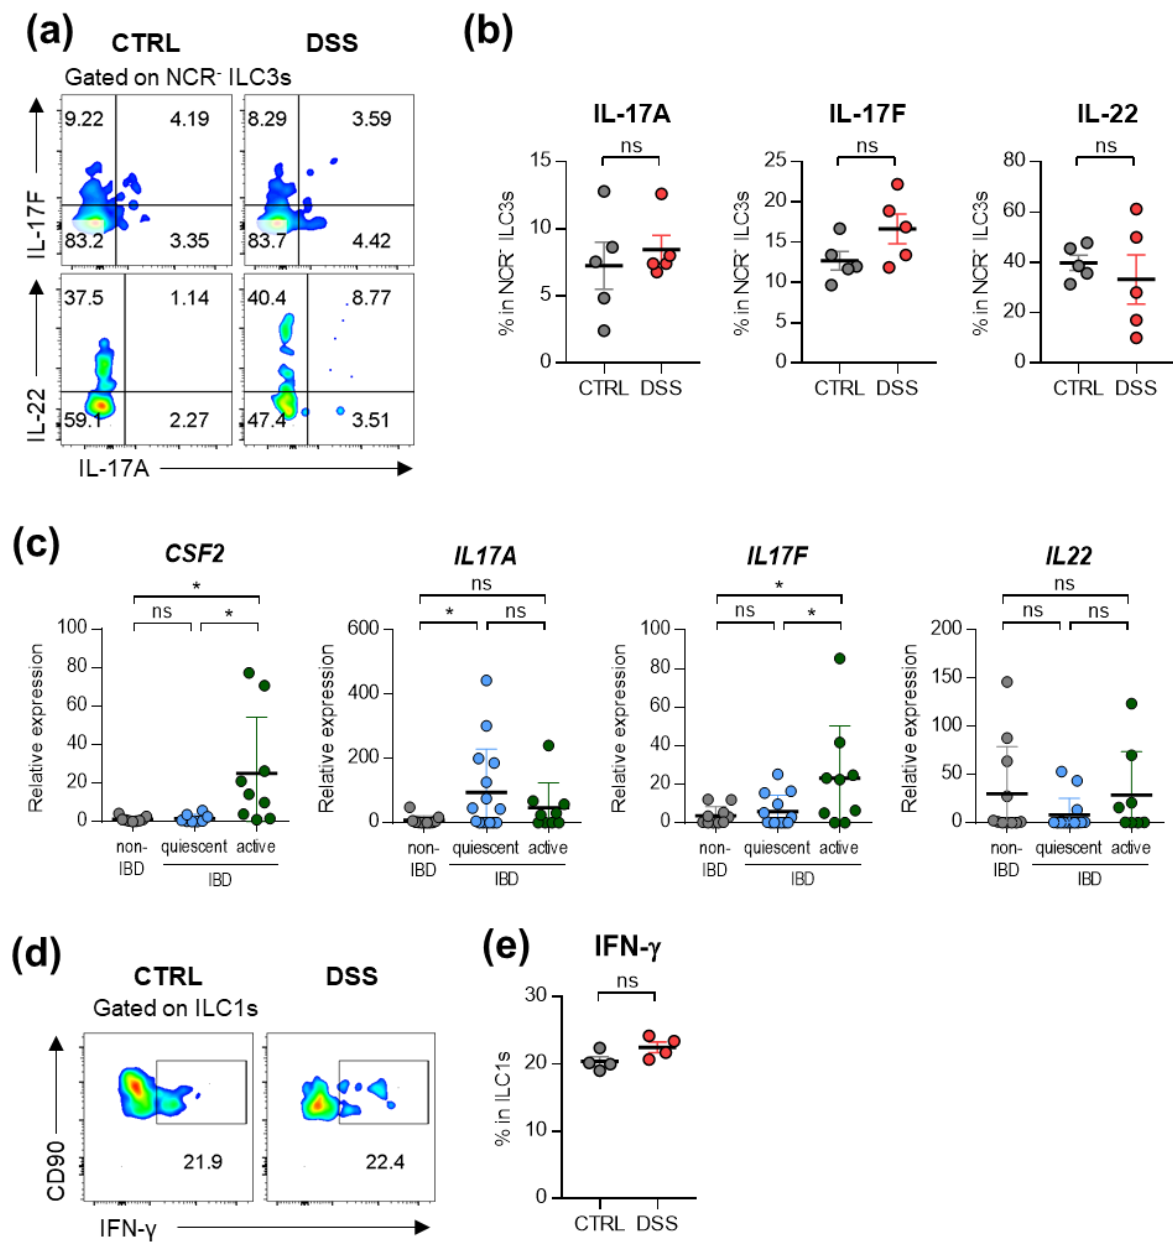 (a)
CTRL DSS
Gated on NCR⁻ ILC3s
9.22 4.19 8.29 3.59
83.2 3.35 83.7 4.42
IL-17F
37.5 1.14 40.4 8.77
59.1 2.27 47.4 3.51
IL-22
IL-17A
(b)
IL-17A
ns
% in NCR⁻ ILC3s
15
10
5
0
CTRL DSS
IL-17F
ns
% in NCR⁻ ILC3s
25
20
15
10
5
0
CTRL DSS
IL-22
ns
% in NCR⁻ ILC3s
80
60
40
20
0
CTRL DSS
(c)
CSF2
*
ns *
Relative expression
100
80
60
40
20
0
non-IBD quiescent active
IBD
IL17A
ns
* ns
Relative expression
600
400
200
0
non-IBD quiescent active
IBD
IL17F
*
ns *
Relative expression
100
80
60
40
20
0
non-IBD quiescent active
IBD
IL22
ns
ns ns
Relative expression
200
150
100
50
0
non-IBD quiescent active
IBD
(d)
CTRL DSS
Gated on ILC1s
CD90
21.9 22.4
IFN-γ
(e)
IFN-γ
ns
% in ILC1s
30
20
10
0
CTRL DSS